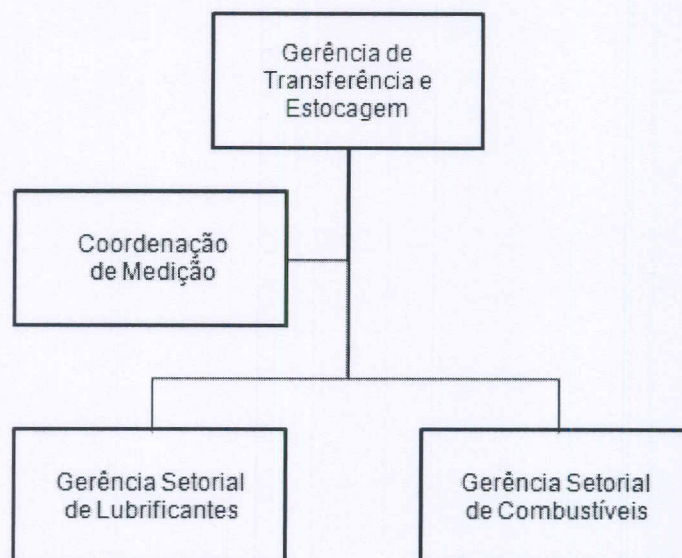 Gerência de
Transferência e
Estocagem
Coordenação
de Medição
Gerência Setorial
de Lubrificantes
Gerência Setorial
de Combustíveis